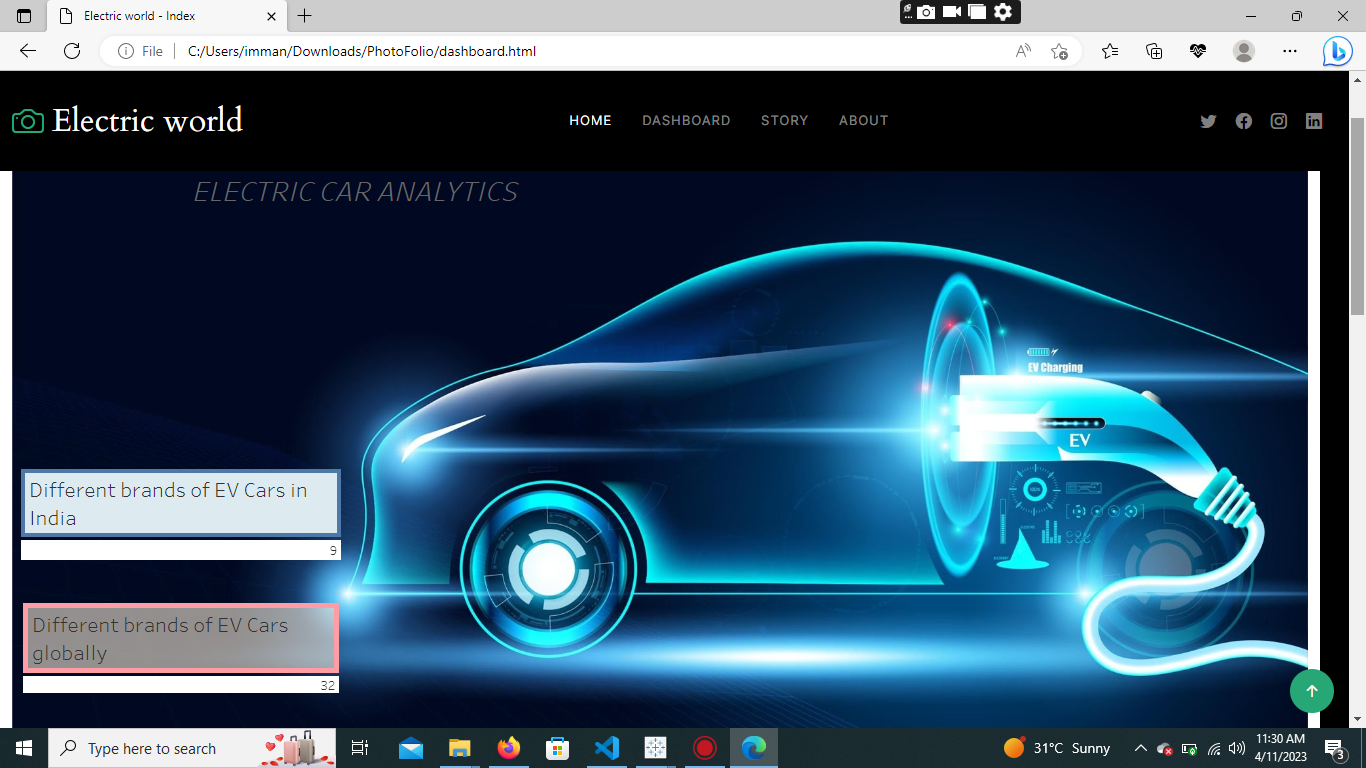 Electric world - Index
File
C:/Users/imman/Downloads/PhotoFolio/dashboard.html
Electric world
HOME
DASHBOARD
STORY
ABOUT
ELECTRIC CAR ANALYTICS
EV Charging
EV
Different brands of EV Cars in
India
9
Different brands of EV Cars
globally
32
Type here to search
31°C Sunny
11:30 AM
4/11/2023
3